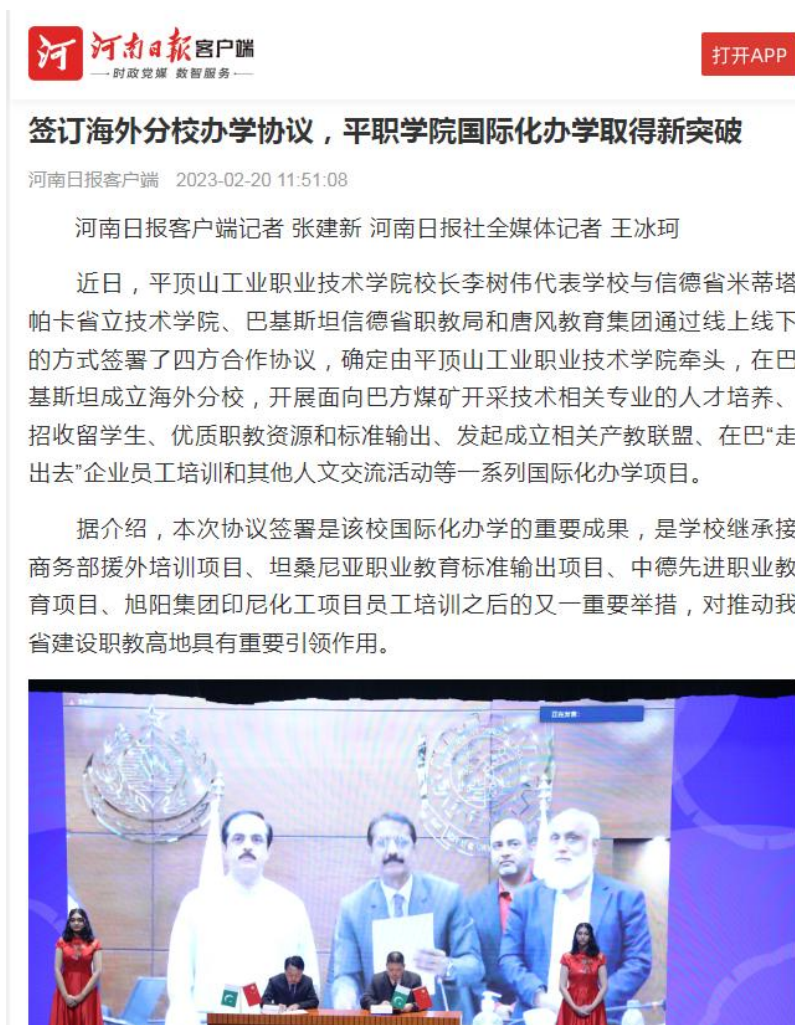 河
河南日报客户端
时政党媒 数智服务
打开APP
签订海外分校办学协议，平职学院国际化办学取得新突破
河南日报客户端 2023-02-20 11:51:08
河南日报客户端记者 张建新 河南日报社全媒体记者 王冰珂
近日，平顶山工业职业技术学院校长李树伟代表学校与信德省米蒂塔
帕卡省立技术学院、巴基斯坦信德省职教局和唐风教育集团通过线上线下
的方式签署了四方合作协议，确定由平顶山工业职业技术学院牵头，在巴
基斯坦成立海外分校，开展面向巴方煤矿开采技术相关专业的人才培养、
招收留学生、优质职教资源和标准输出、发起成立相关产教联盟、在巴“走
出去”企业员工培训和其他人文交流活动等一系列国际化办学项目。
据介绍，本次协议签署是该校国际化办学的重要成果，是学校继承接
商务部援外培训项目、坦桑尼亚职业教育标准输出项目、中德先进职业教
育项目、旭阳集团印尼化工项目员工培训之后的又一重要举措，对推动我
省建设职教高地具有重要引领作用。
正在发言：